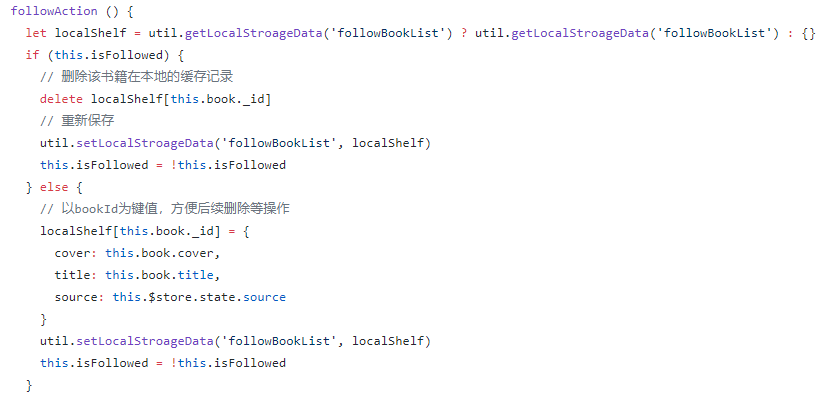 followAction () {
let localShelf = util.getLocalStroageData('followBookList') ? util.getLocalStroageData('followBookList') : {}
if (this.isFollowed) {
// 删除该书籍在本地的缓存记录
delete localShelf[this.book._id]
// 重新保存
util.setLocalStroageData('followBookList', localShelf)
this.isFollowed = !this.isFollowed
} else {
// 以bookId为键值，方便后续删除等操作
localShelf[this.book._id] = {
cover: this.book.cover,
title: this.book.title,
source: this.$store.state.source
}
util.setLocalStroageData('followBookList', localShelf)
this.isFollowed = !this.isFollowed
}